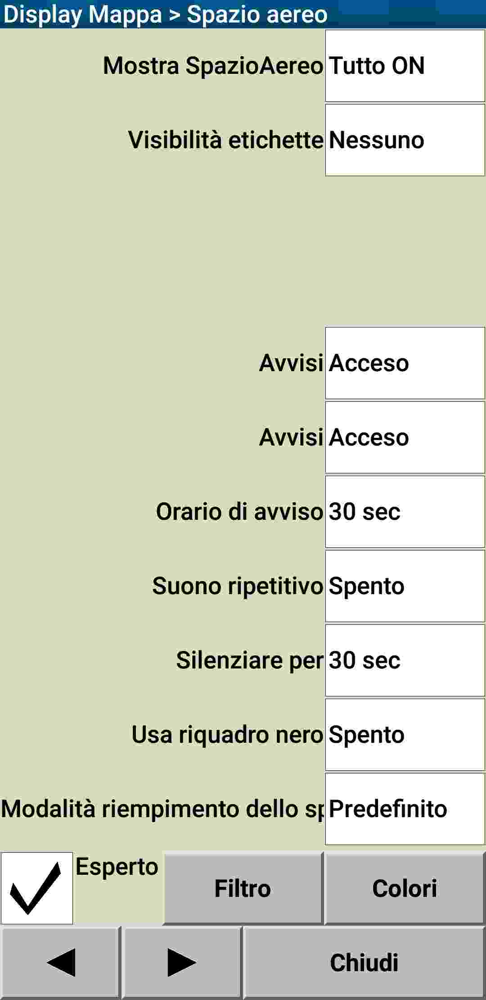 Display Mappa > Spazio aereo
Mostra SpazioAereo Tutto ON
Visibilità etichette Nessuno
Avvisi Acceso
Avvisi Acceso
Orario di avviso 30 sec
Suono ripetitivo Spento
Silenziare per 30 sec
Usa riquadro nero Spento
Modalità riempimento dello sp Predefinito
Esperto
Filtro
Colori
Chiudi